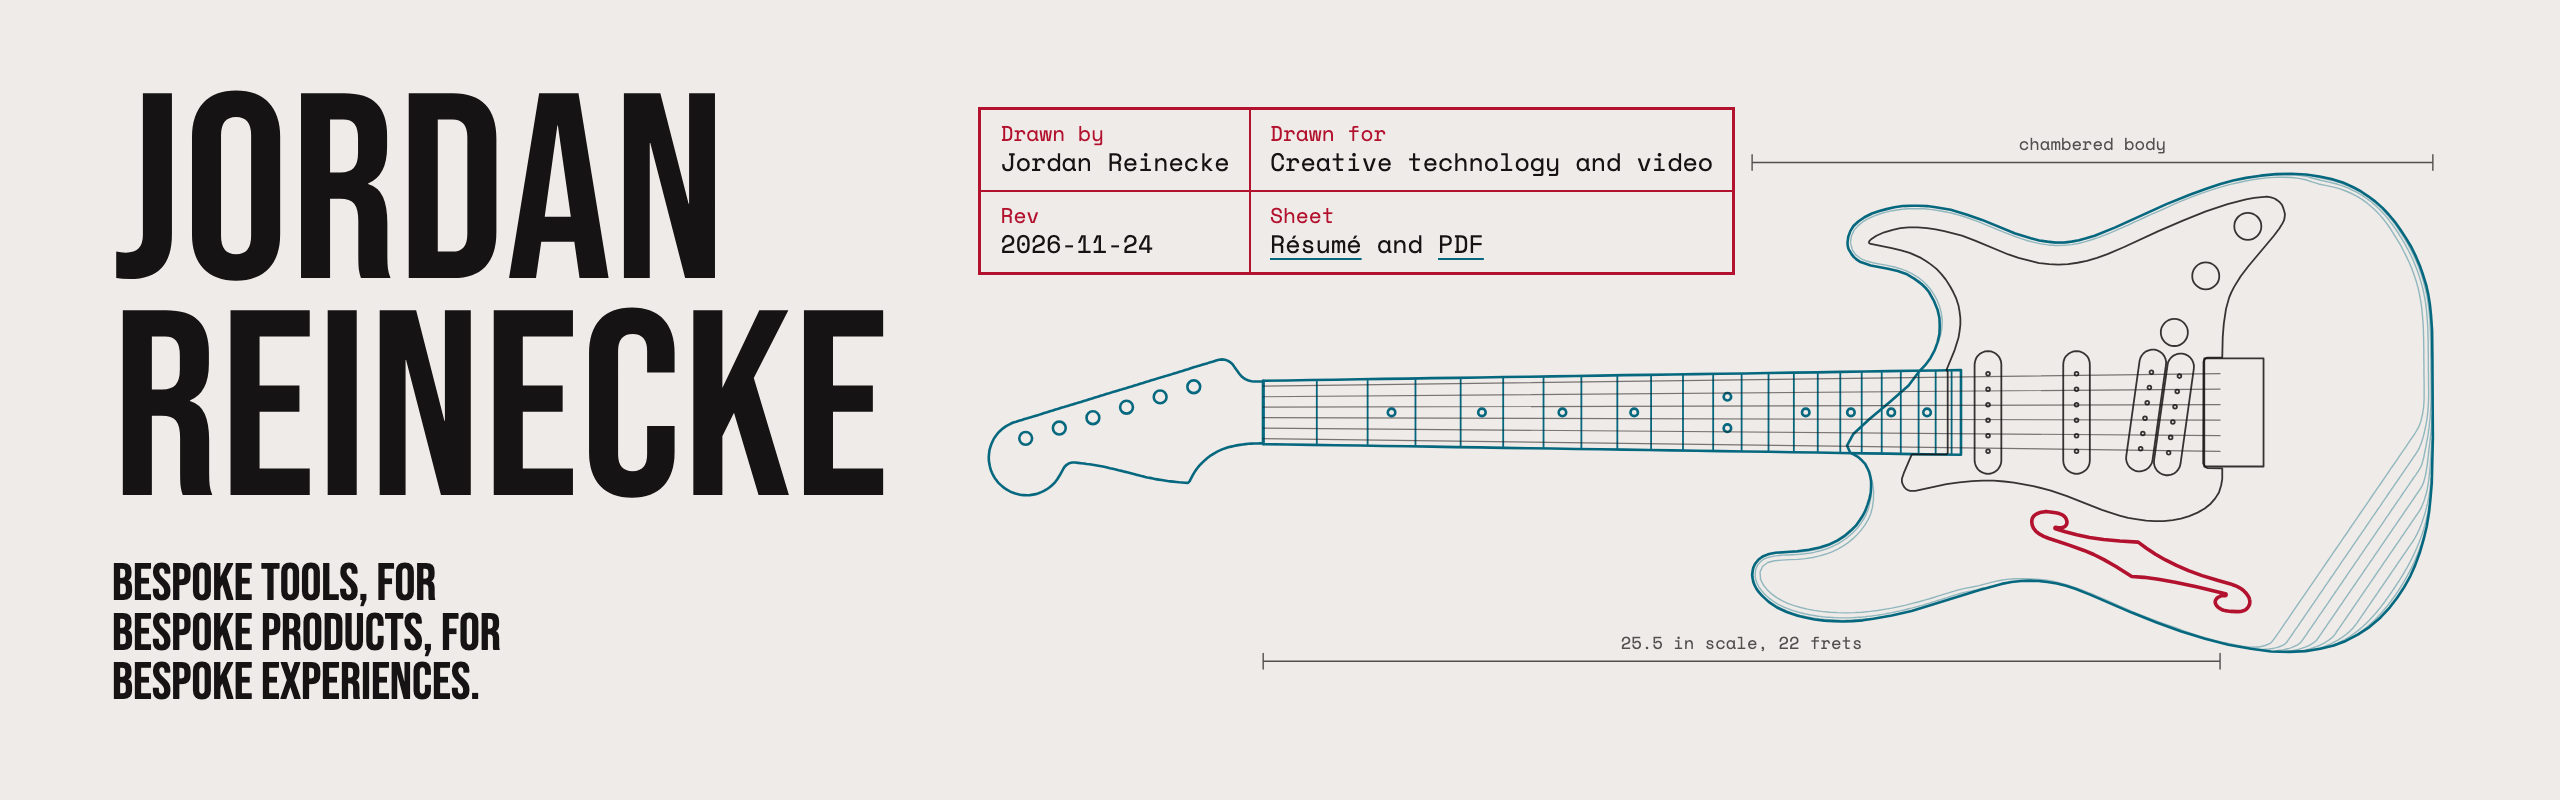 JORDAN
REINECKE
BESPOKE TOOLS, FOR
BESPOKE PRODUCTS, FOR
BESPOKE EXPERIENCES.
Drawn by
Jordan Reinecke
Drawn for
Creative technology and video
Rev
2026-11-24
Sheet
Résumé and PDF
chambered body
25.5 in scale, 22 frets